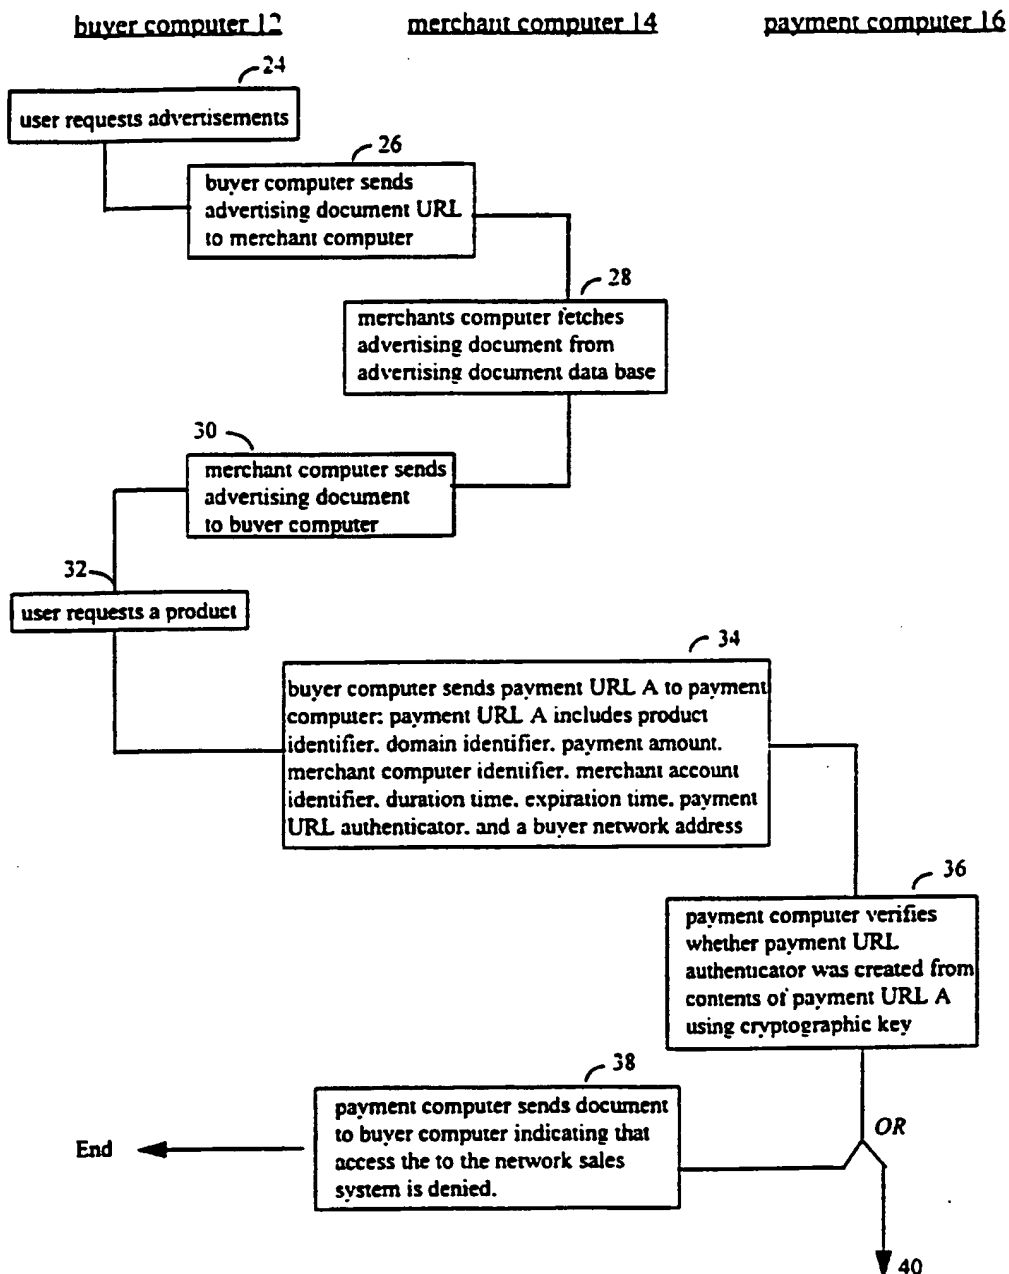 buyer computer 12
merchant computer 14
payment computer 16
24
user requests advertisements
26
buyer computer sends
advertising document URL
to merchant computer
28
merchants computer fetches
advertising document from
advertising document data base
30
merchant computer sends
advertising document
to buyer computer
32
user requests a product
34
buyer computer sends payment URL A to payment
computer: payment URL A includes product
identifier. domain identifier. payment amount.
merchant computer identifier. merchant account
identifier. duration time. expiration time. payment
URL authenticator. and a buyer network address
36
payment computer verifies
whether payment URL
authenticator was created from
contents of payment URL A
using cryptographic key
38
payment computer sends document
to buyer computer indicating that
access the to the network sales
system is denied.
OR
End
40